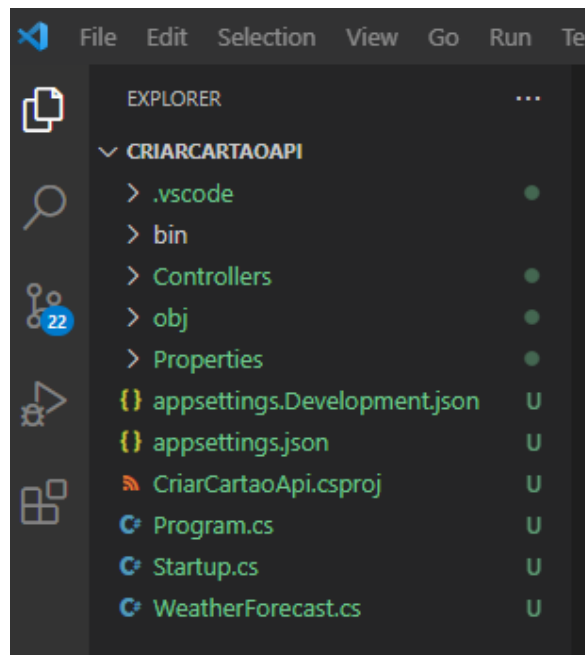 File Edit Selection View Go Run Te
EXPLORER ...
CRIARCARTAOAPI
.vscode
bin
Controllers
22
obj
Properties
{} appsettings.Development.json U
{} appsettings.json U
CriarCartaoApi.csproj U
C# Program.cs U
C# Startup.cs U
C# WeatherForecast.cs U